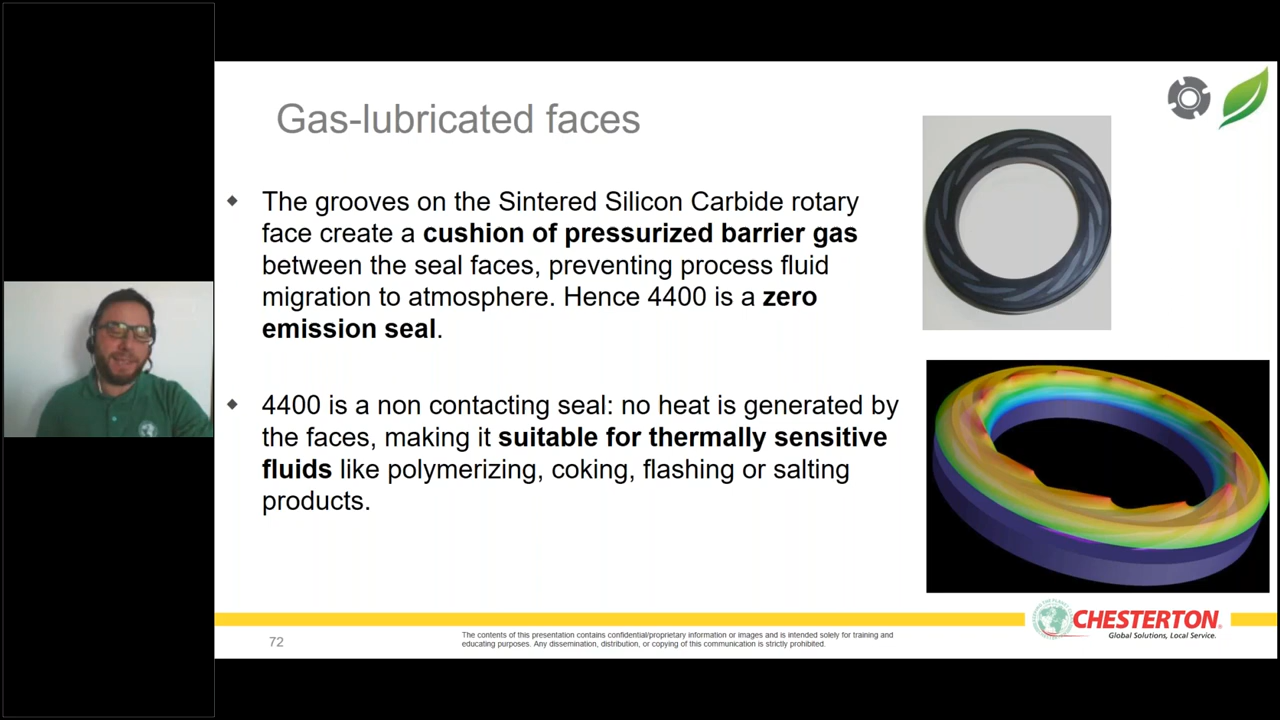 Gas-lubricated faces
The grooves on the Sintered Silicon Carbide rotary
face create a cushion of pressurized barrier gas
between the seal faces, preventing process fluid
migration to atmosphere. Hence 4400 is a zero
emission seal.
4400 is a non contacting seal: no heat is generated by
the faces, making it suitable for thermally sensitive
fluids like polymerizing, coking, flashing or salting
products.
72
The contents of this presentation contains confidential/proprietary information or images and is intended solely for training and
educating purposes. Any dissemination, distribution, or copying of this communication is strictly prohibited.
CHESTERTON®
Global Solutions, Local Service.